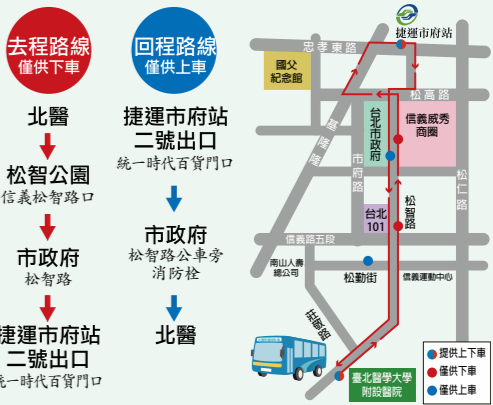 去程路線
僅供下車
北醫
松智公園
信義松智路口
市政府
松智路
捷運市府站
二號出口
統一時代百貨門口
回程路線
僅供上車
捷運市府站
二號出口
統一時代百貨門口
市政府
松智路公車旁
消防栓
北醫
捷運市府站
忠孝東路
國父
紀念館
松高路
基隆路
台北市政府
信義威秀
商圈
市府路
松仁路
松智路
台北
101
信義路五段
南山人壽
總公司
松勤街
信義運動中心
莊敬路
臺北醫學大學
附設醫院
提供上下車
僅供下車
僅供上車